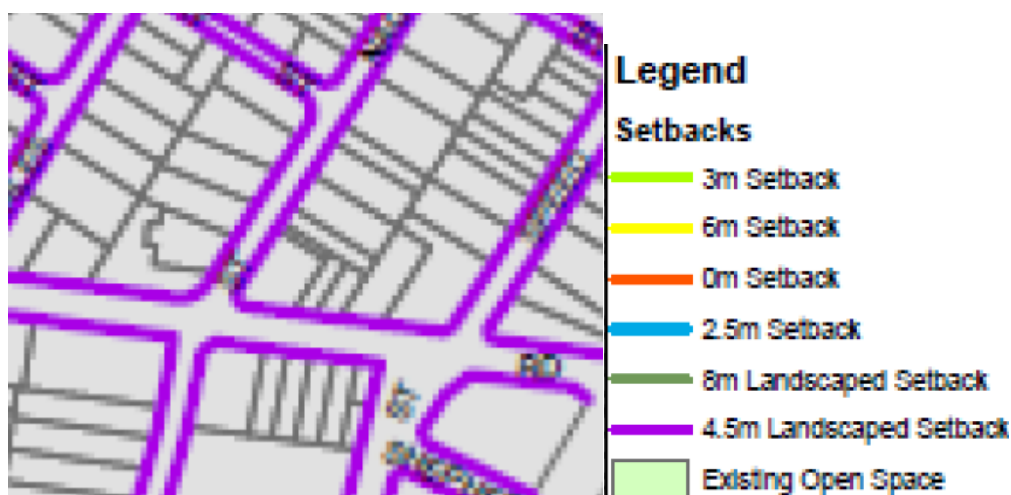 Legend
Setbacks
3m Setback
6m Setback
0m Setback
2.5m Setback
8m Landscaped Setback
4.5m Landscaped Setback
Existing Open Space
RD
ST